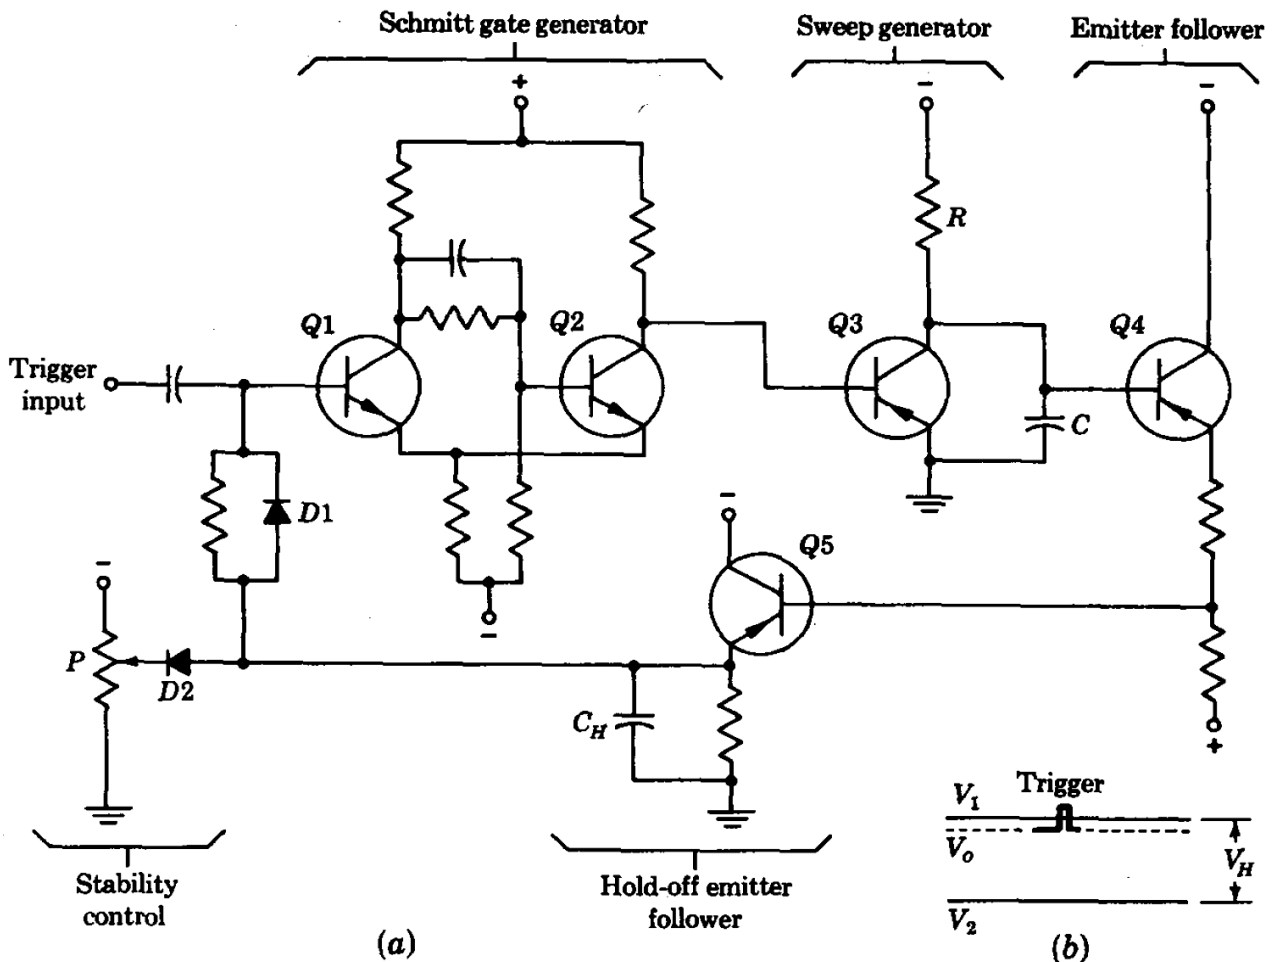 Schmitt gate generator
Sweep generator
Emitter follower
+
−
−
R
Q1
Q2
Q3
Q4
Trigger
input
C
D1
−
Q5
−
−
P
D2
C_H
+
Trigger
V_1
V_o
V_H
V_2
Stability
control
Hold-off emitter
follower
(a)
(b)